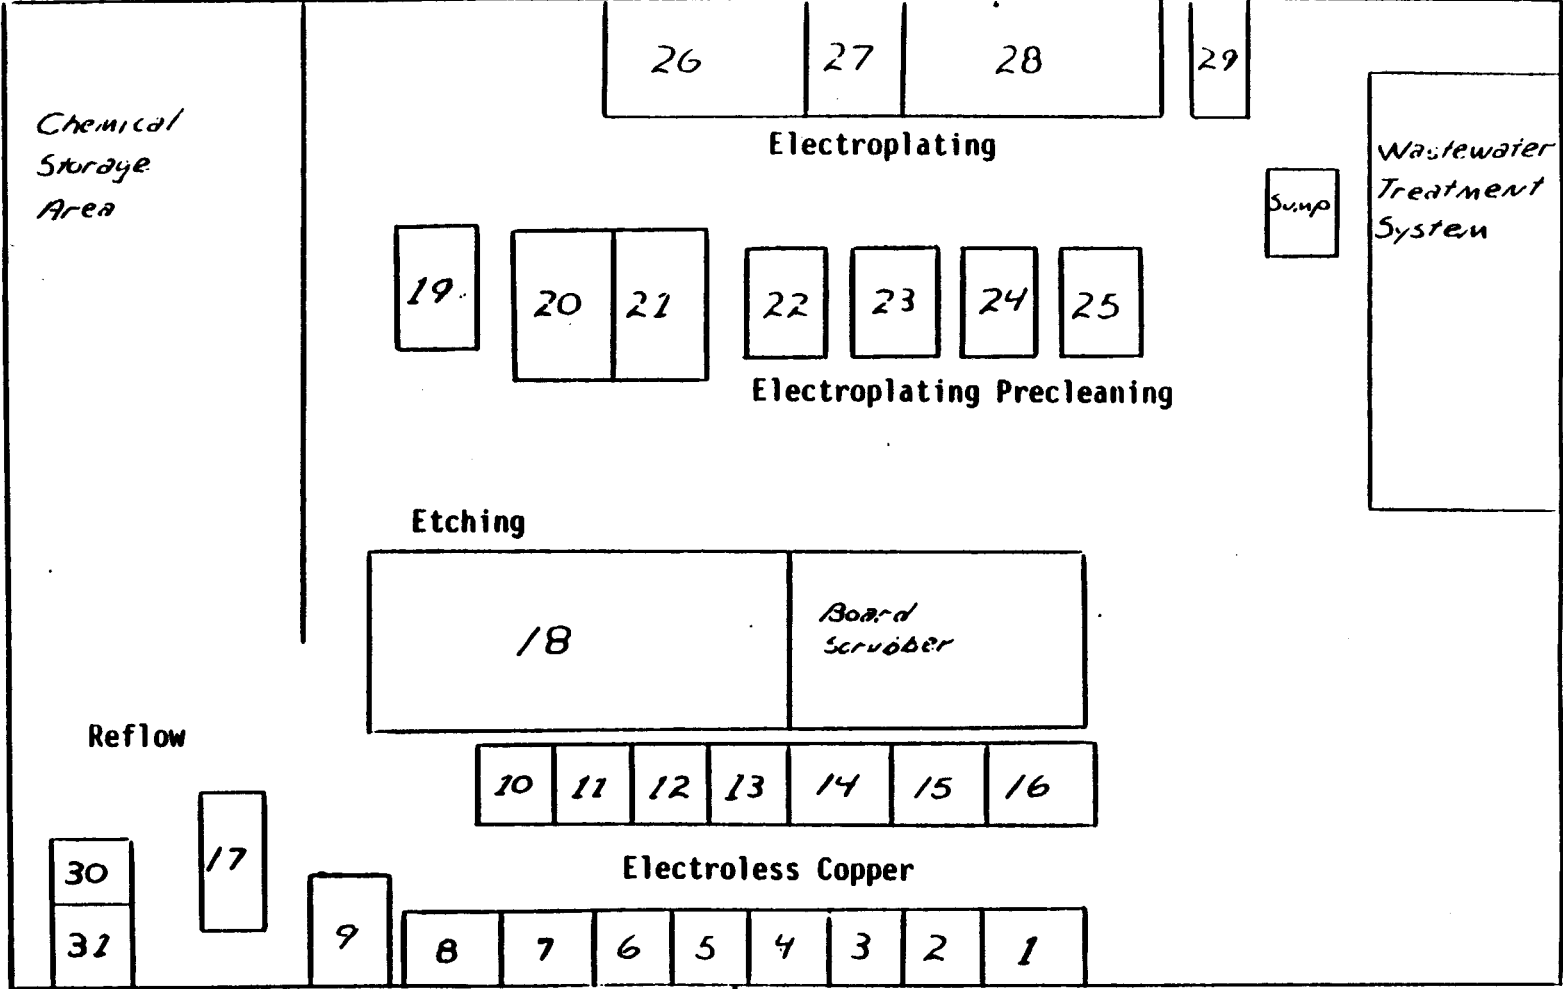 26 27 28 29
Chemical
Storage
Area
Electroplating
Wastewater
Treatment
System
Sump
19 20 21 22 23 24 25
Electroplating Precleaning
Etching
18
Board
Scrubber
Reflow
10 11 12 13 14 15 16
17
30
Electroless Copper
31
9 8 7 6 5 4 3 2 1